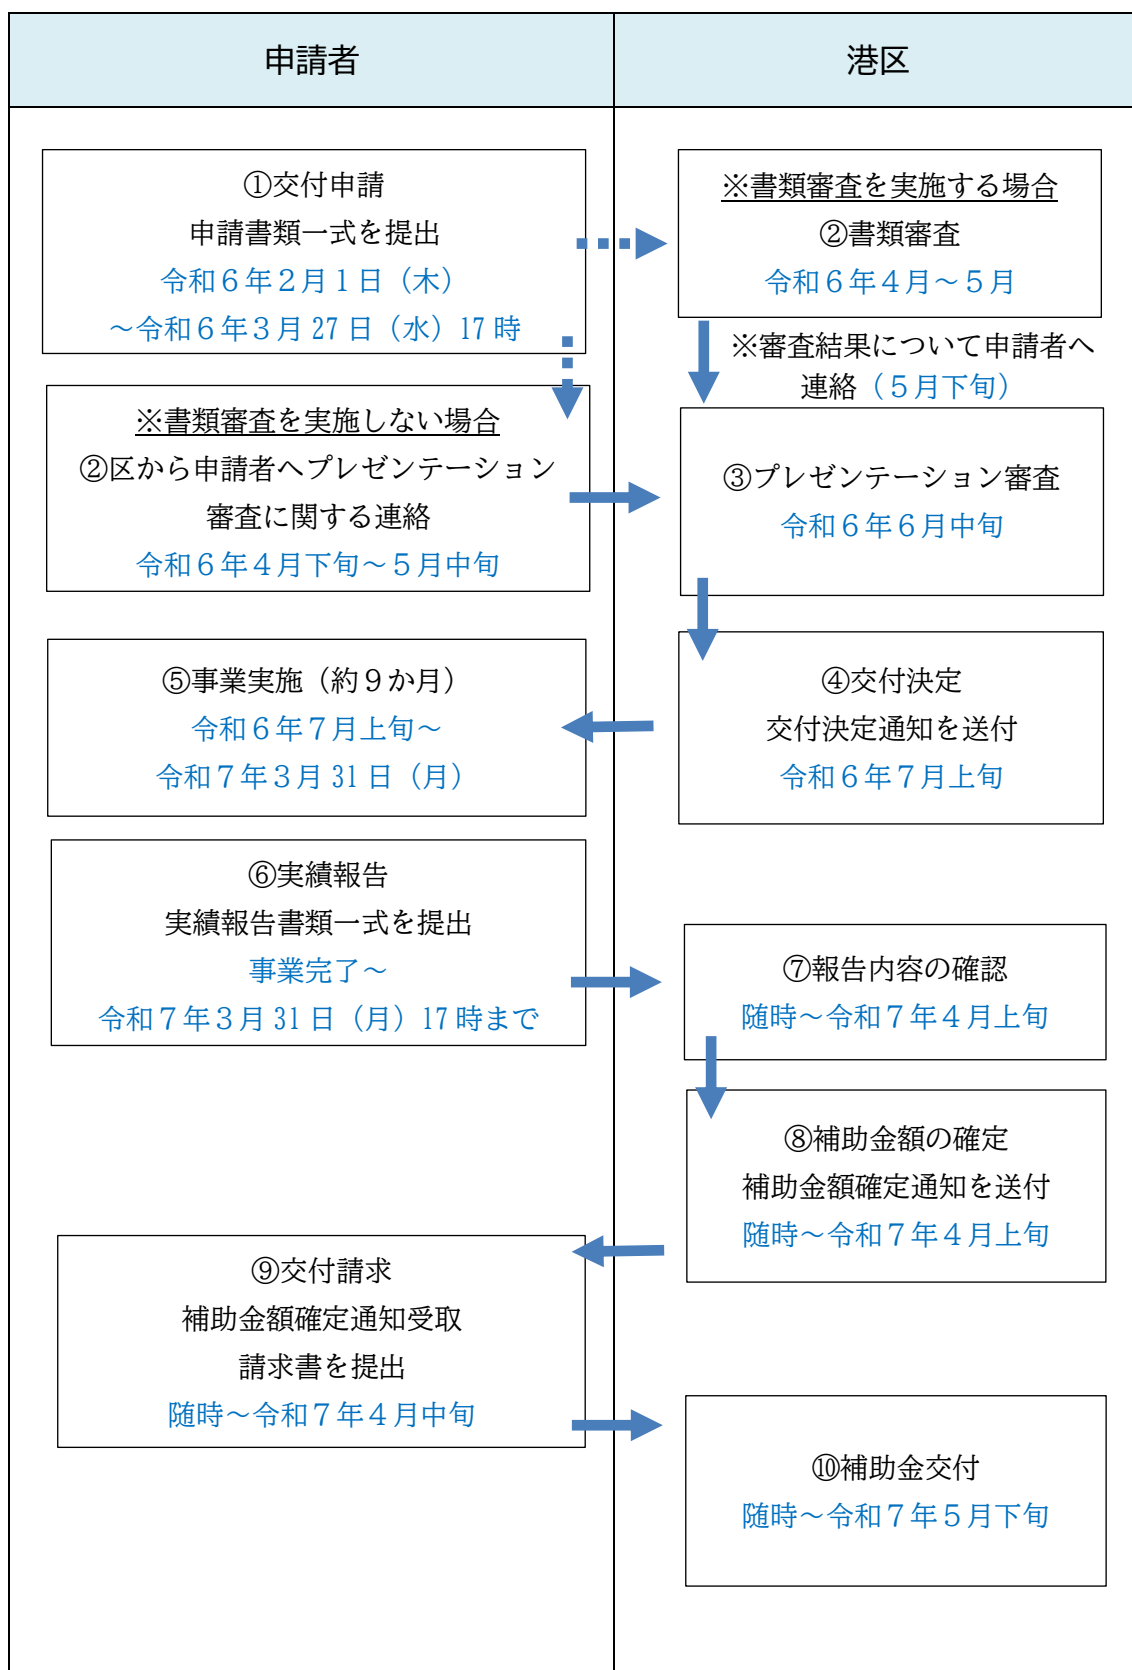 申請者
港区
①交付申請
申請書類一式を提出
令和６年２月１日（木）
～令和６年３月 27 日（水）17 時
※書類審査を実施する場合
②書類審査
令和６年４月～５月
※審査結果について申請者へ
連絡（５月下旬）
※書類審査を実施しない場合
②区から申請者へプレゼンテーション
審査に関する連絡
令和６年４月下旬～５月中旬
③プレゼンテーション審査
令和６年６月中旬
④交付決定
交付決定通知を送付
令和６年７月上旬
⑤事業実施（約９か月）
令和６年７月上旬～
令和７年３月 31 日（月）
⑥実績報告
実績報告書類一式を提出
事業完了～
令和７年３月 31 日（月）17 時まで
⑦報告内容の確認
随時～令和７年４月上旬
⑧補助金額の確定
補助金額確定通知を送付
随時～令和７年４月上旬
⑨交付請求
補助金額確定通知受取
請求書を提出
随時～令和７年４月中旬
⑩補助金交付
随時～令和７年５月下旬